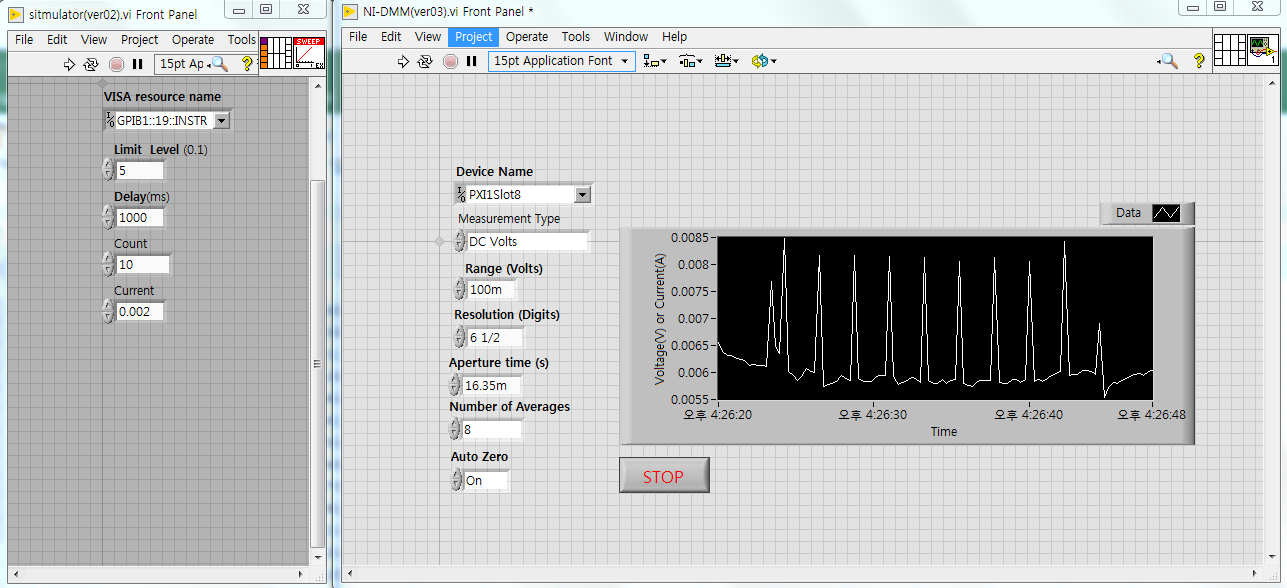 sitmulator(ver02).vi Front Panel
File Edit View Project Operate Tools
15pt Ap
SWEEP
EX
VISA resource name
GPIB1::19::INSTR
Limit Level (0.1)
5
Delay(ms)
1000
Count
10
Current
0.002
NI-DMM(ver03).vi Front Panel *
File Edit View Project Operate Tools Window Help
15pt Application Font
1
Device Name
PXI1Slot8
Measurement Type
DC Volts
Range (Volts)
100m
Resolution (Digits)
6 1/2
Aperture time (s)
16.35m
Number of Averages
8
Auto Zero
On
Data
Voltage(V) or Current(A)
0.0085
0.008
0.0075
0.007
0.0065
0.006
0.0055
오후 4:26:20 오후 4:26:30 오후 4:26:40 오후 4:26:48
Time
STOP